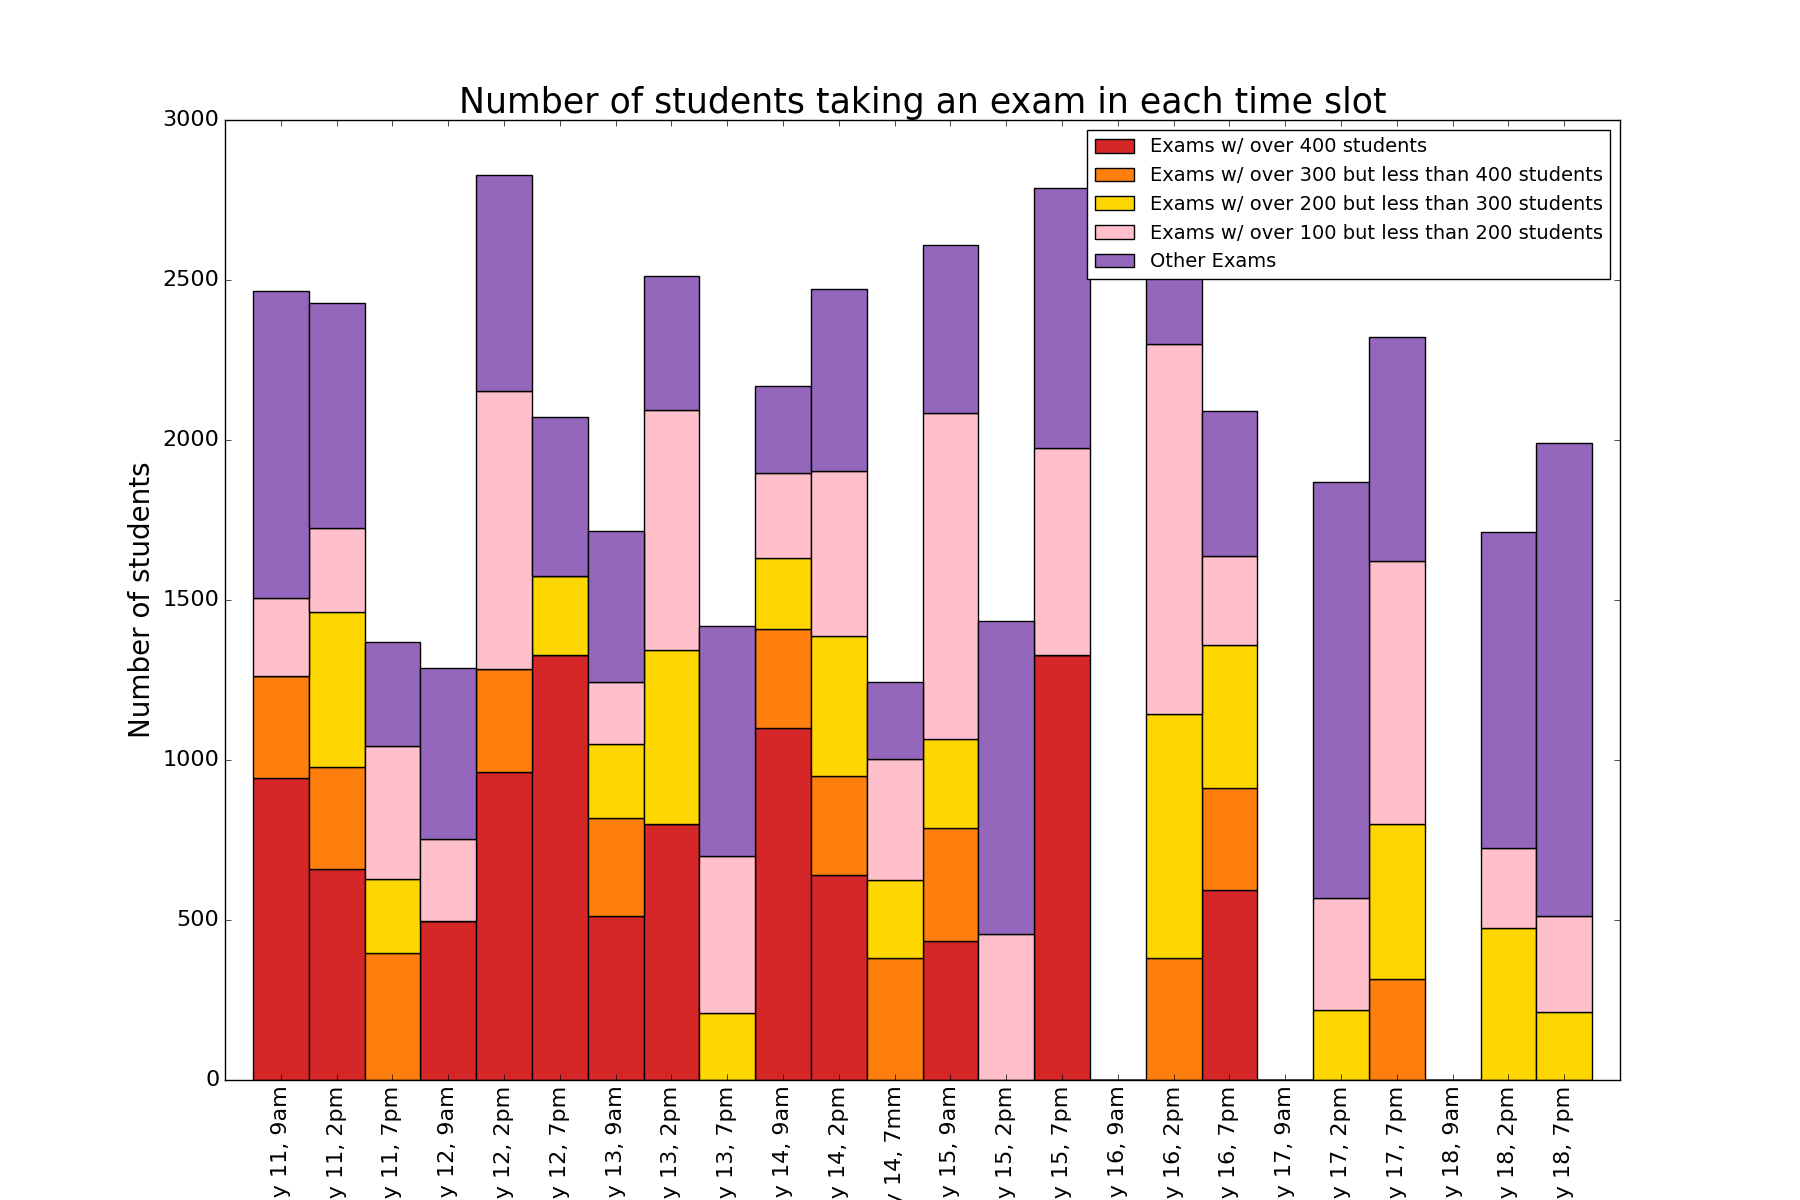 Number of students taking an exam in each time slot
Exams w/ over 400 students
Exams w/ over 300 but less than 400 students
Exams w/ over 200 but less than 300 students
Exams w/ over 100 but less than 200 students
Other Exams
Number of students
3000
2500
2000
1500
1000
500
0
y 11, 9am
y 11, 2pm
y 11, 7pm
y 12, 9am
y 12, 2pm
y 12, 7pm
y 13, 9am
y 13, 2pm
y 13, 7pm
y 14, 9am
y 14, 2pm
y 14, 7mm
y 15, 9am
y 15, 2pm
y 15, 7pm
y 16, 9am
y 16, 2pm
y 16, 7pm
y 17, 9am
y 17, 2pm
y 17, 7pm
y 18, 9am
y 18, 2pm
y 18, 7pm